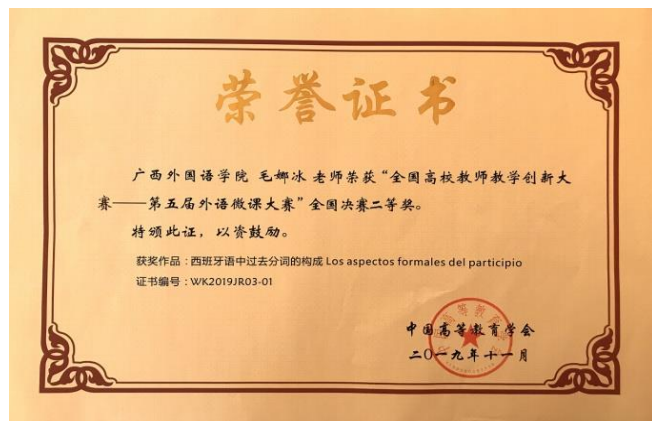 荣誉证书
广西外国语学院 毛娜冰 老师荣获“全国高校教师教学创新大
赛——第五届外语微课大赛”全国决赛二等奖。
特颁此证，以资鼓励。
获奖作品：西班牙语中过去分词的构成 Los aspectos formales del participio
证书编号：WK2019JR03-01
中国高等教育学会
二〇一九年十一月